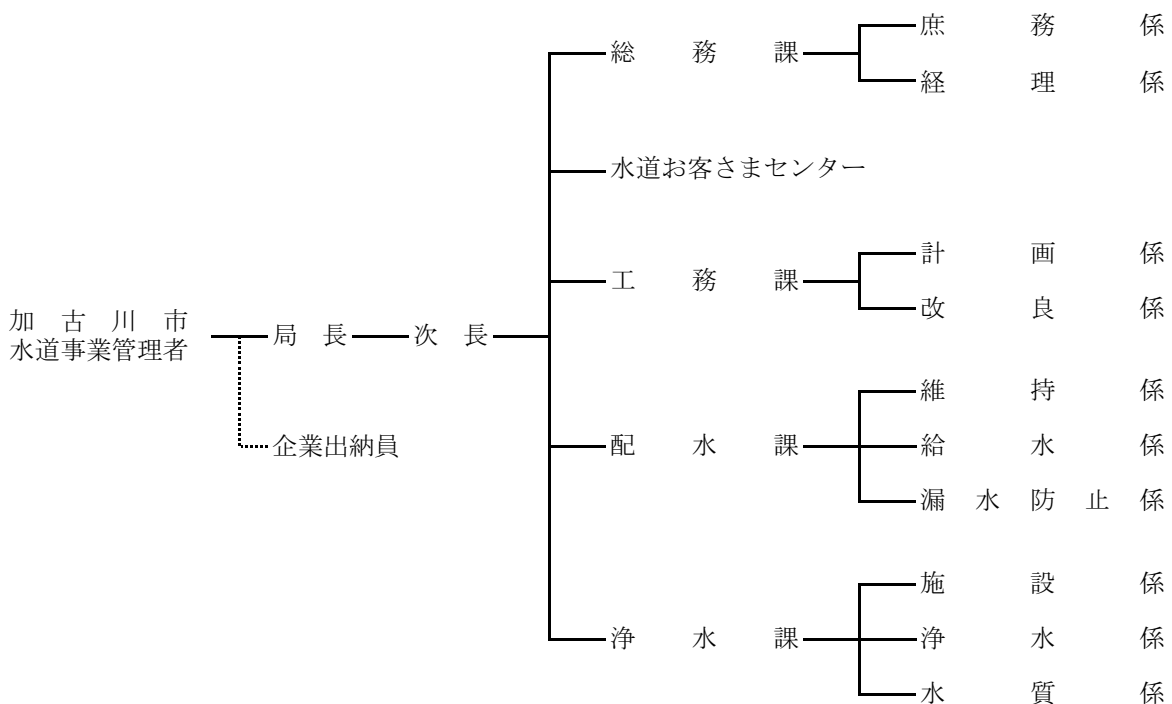 加古川市
水道事業管理者
局長
次長
企業出納員
総務課
庶務係
経理係
水道お客さまセンター
工務課
計画係
改良係
配水課
維持係
給水係
漏水防止係
浄水課
施設係
浄水係
水質係